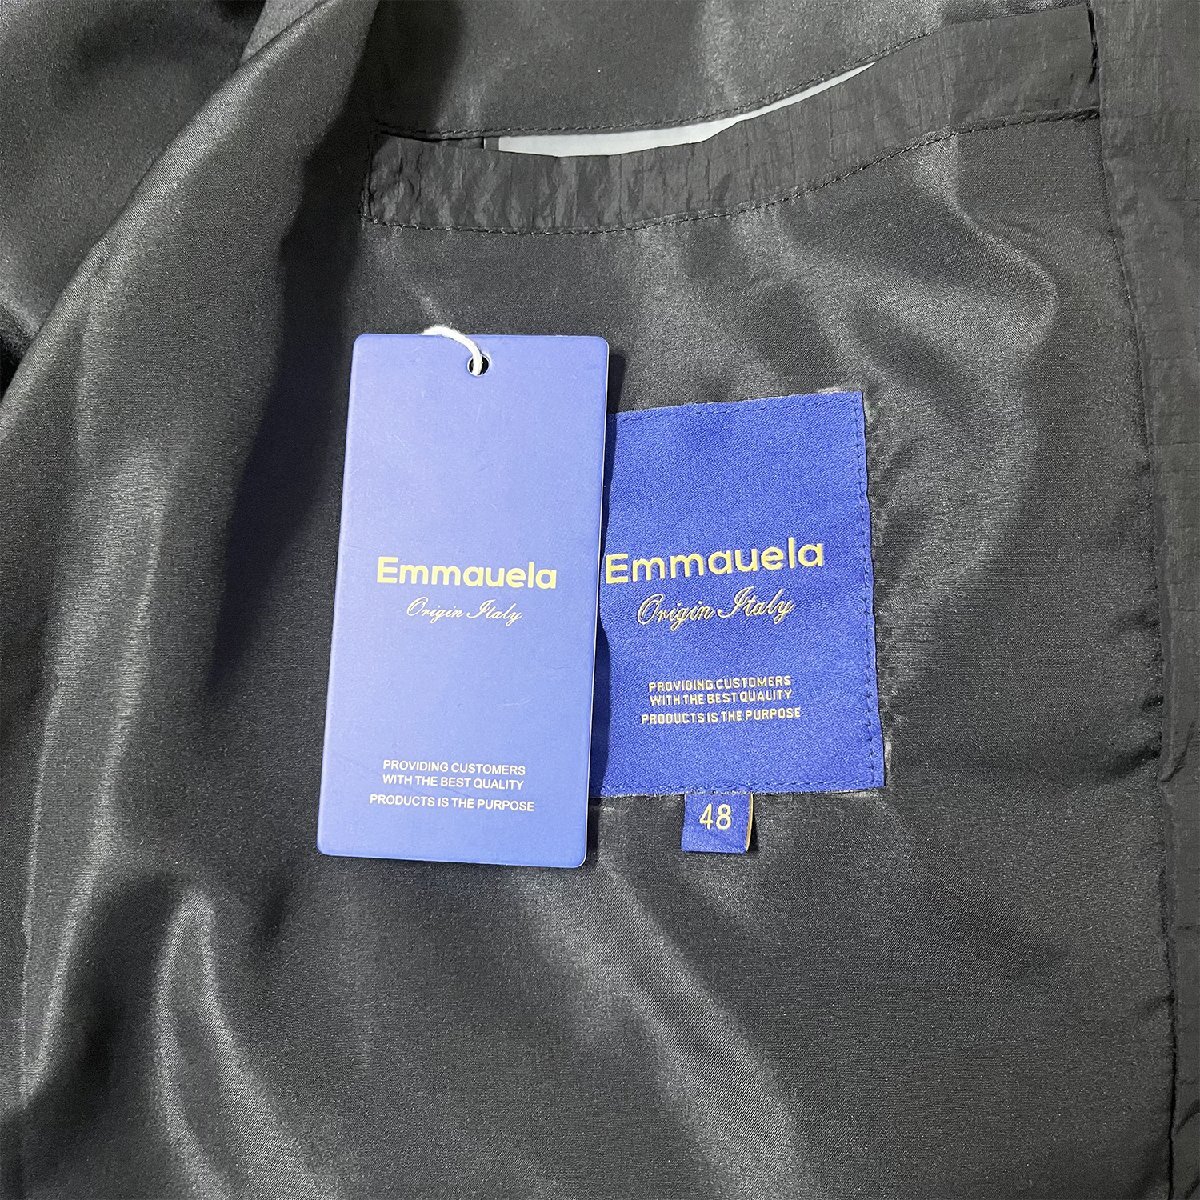 Emmauela
Origin Italy
PROVIDING CUSTOMERS
WITH THE BEST QUALITY
PRODUCTS IS THE PURPOSE
Emmauela
Origin Italy
PROVIDING CUSTOMERS
WITH THE BEST QUALITY
PRODUCTS IS THE PURPOSE
48